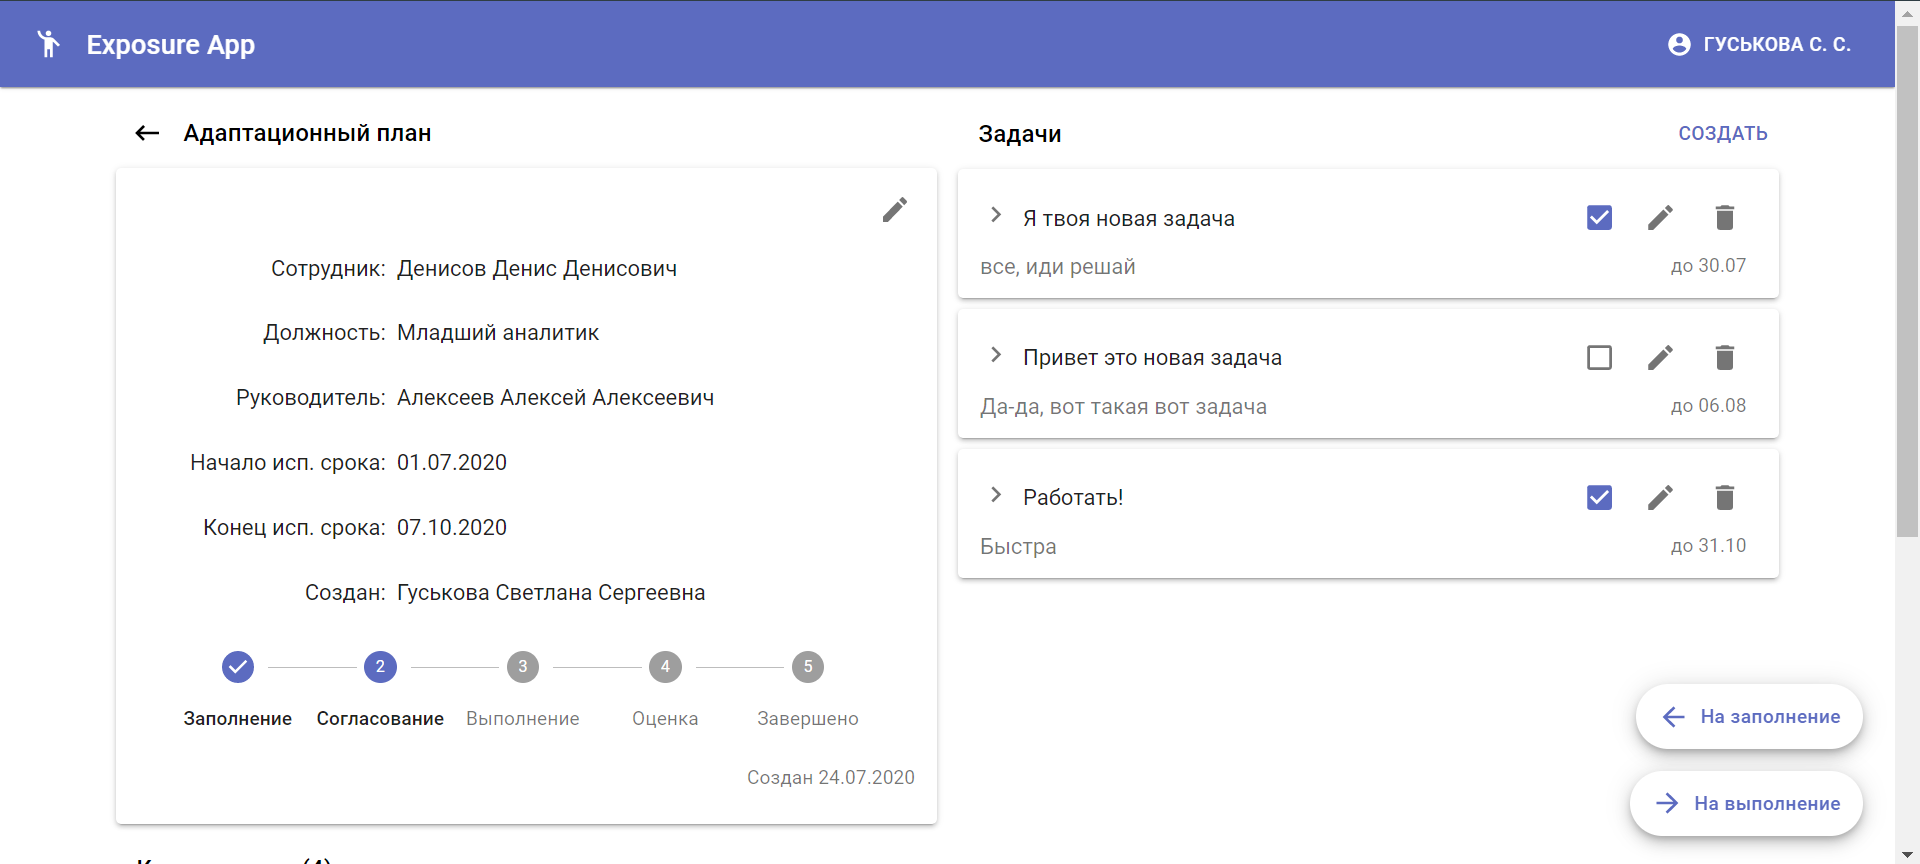 Exposure App
ГУСЬКОВА С. С.
Адаптационный план
Сотрудник: Денисов Денис Денисович
Должность: Младший аналитик
Руководитель: Алексеев Алексей Алексеевич
Начало исп. срока: 01.07.2020
Конец исп. срока: 07.10.2020
Создан: Гуськова Светлана Сергеевна
2 3 4 5
Заполнение Согласование Выполнение Оценка Завершено
Создан 24.07.2020
Задачи
СОЗДАТЬ
Я твоя новая задача
все, иди решай
до 30.07
Привет это новая задача
Да-да, вот такая вот задача
до 06.08
Работать!
Быстра
до 31.10
На заполнение
На выполнение